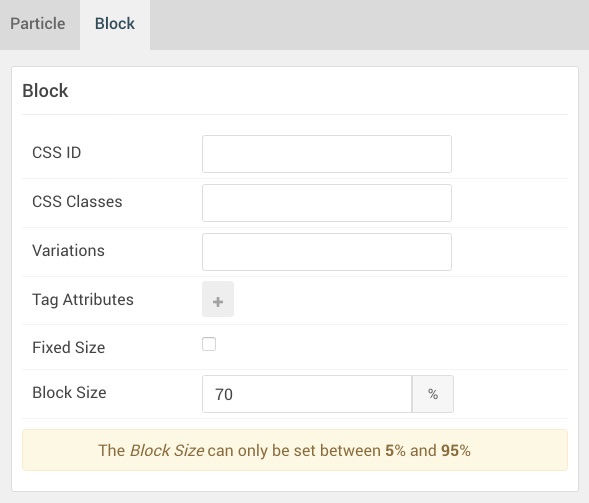 Particle Block
Block
CSS ID
CSS Classes
Variations
Tag Attributes +
Fixed Size
Block Size 70 %
The Block Size can only be set between 5% and 95%